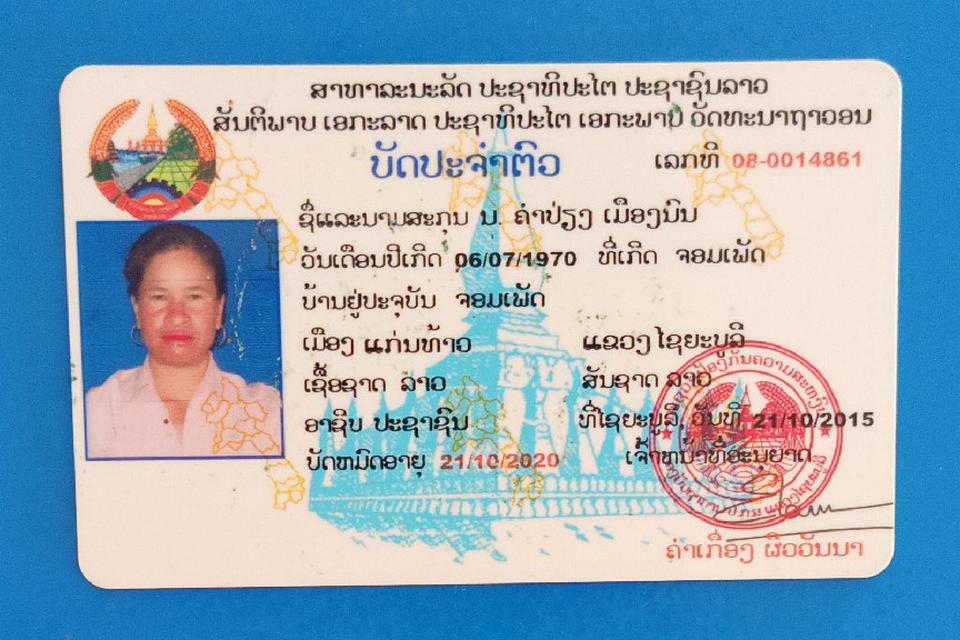 ສາທາລະນະລັດ ປະຊາທິປະໄຕ ປະຊາຊົນລາວ
ສັນຕິພາບ ເອກະລາດ ປະຊາທິປະໄຕ ເອກະພາບ ວັດທະນາຖາວອນ
ບັດປະຈຳຕົວ ເລກທີ 08-0014861
ຊື່ແລະນາມສະກຸນ ນ. ຄຳປ່ຽງ ເມືອງນົນ
ວັນເດືອນປີເກີດ 06/07/1970 ທີ່ເກີດ ຈອມເພັດ
ບ້ານຢູ່ປະຈຸບັນ ຈອມເພັດ
ເມືອງ ແກ່ນທ້າວ ແຂວງ ໄຊຍະບູລີ
ເຊື້ອຊາດ ລາວ ສັນຊາດ ລາວ
ອາຊີບ ປະຊາຊົນ ທີ່ໄຊຍະບູລີ, ວັນທີ 21/10/2015
ບັດຫມົດອາຍຸ 21/10/2020 ເຈົ້າຫນ້າທີ່ອະນຸຍາດ
ຄຳເກື່ອງ ຜິວວັນນາ